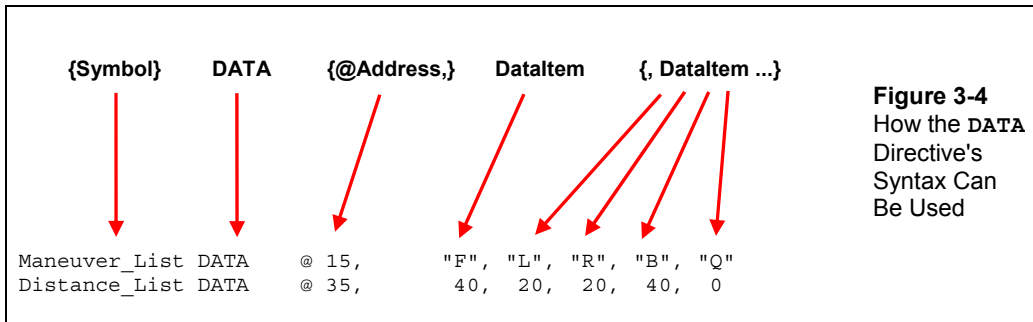 {Symbol} DATA {@Address,} DataItem {, DataItem ...}
Maneuver_List DATA @ 15, "F", "L", "R", "B", "Q"
Distance_List DATA @ 35, 40, 20, 20, 40, 0
Figure 3-4
How the DATA
Directive's
Syntax Can
Be Used